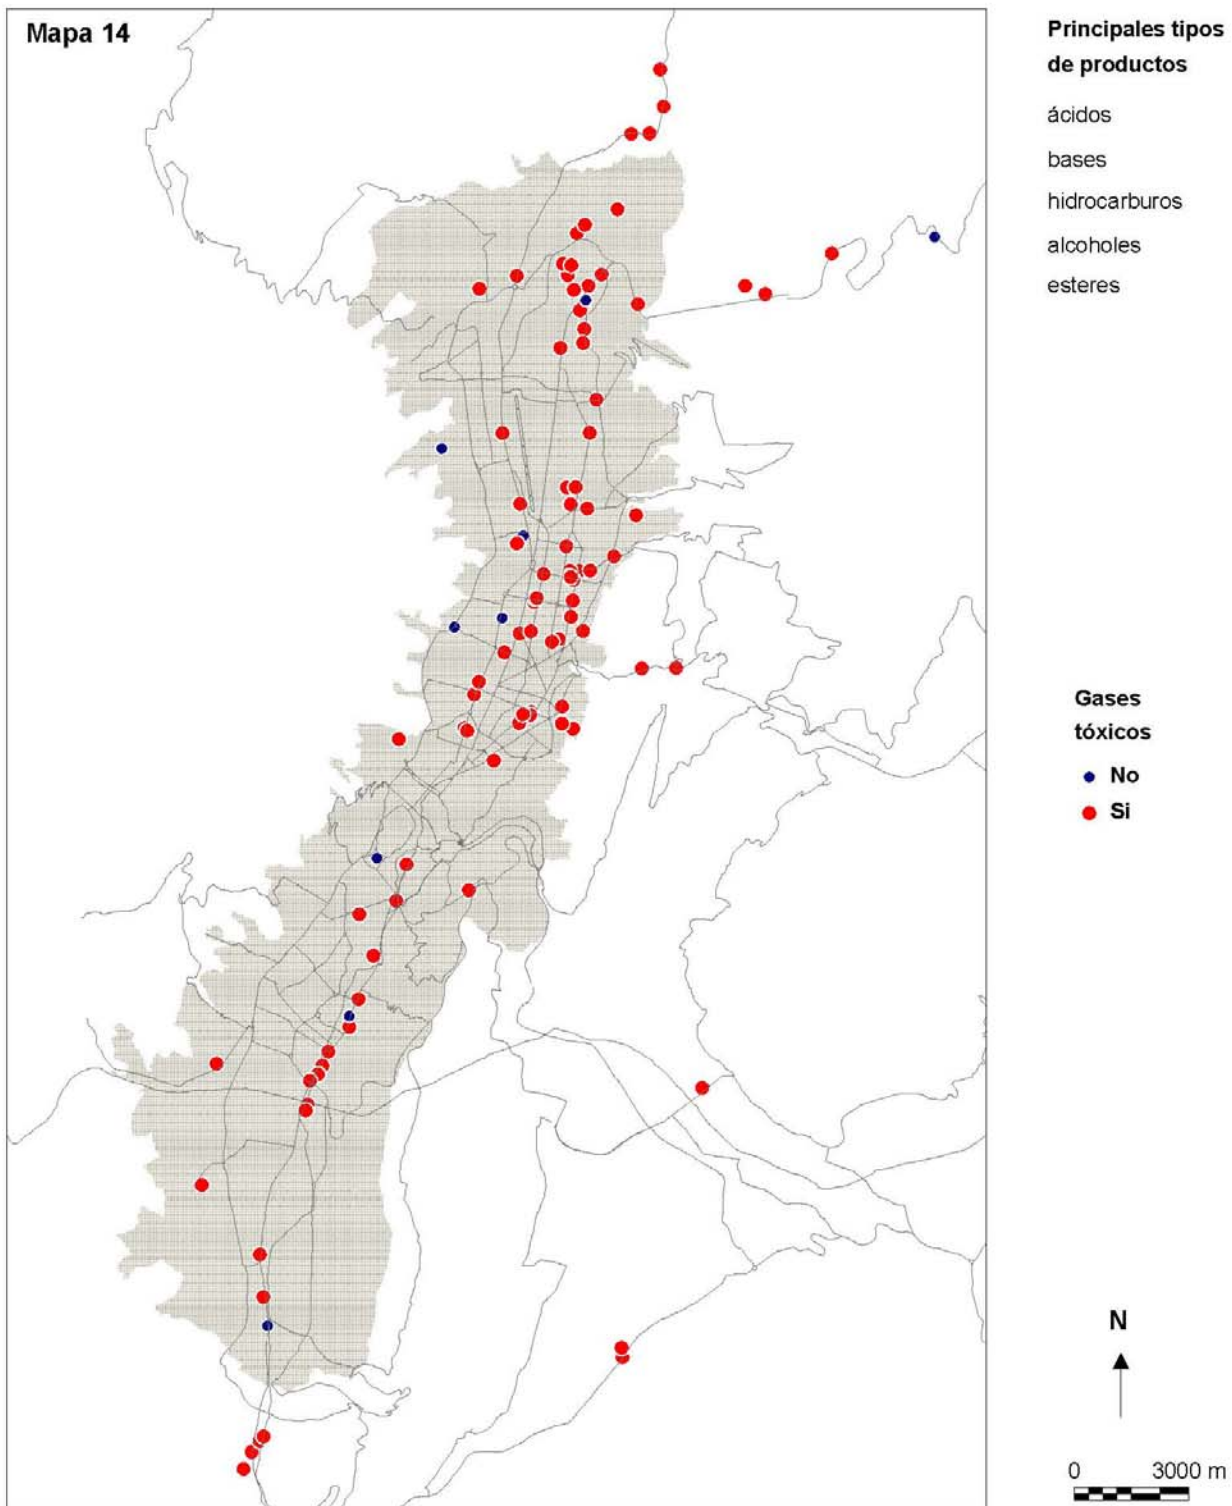 Mapa 14
Principales tipos
de productos
ácidos
bases
hidrocarburos
alcoholes
esteres
Gases
tóxicos
No
Si
N
0 3000 m